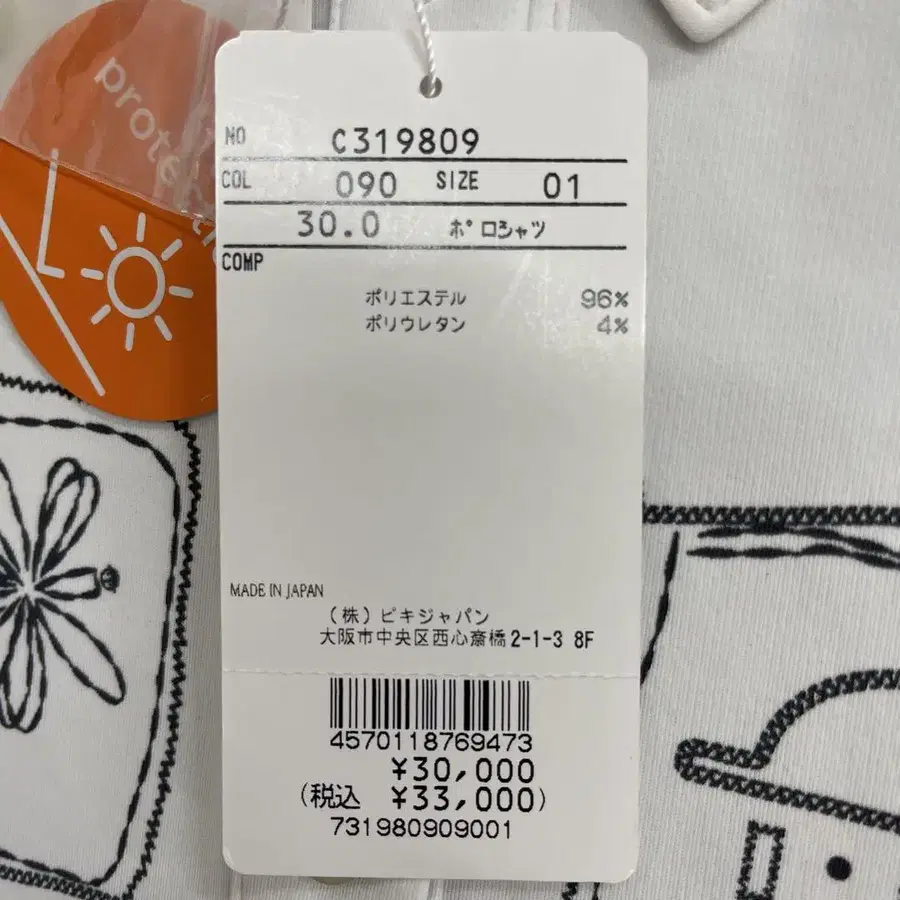 NO C319809
COL 090 SIZE 01
30.0 ポロシャツ
COMP
ポリエステル 96%
ポリウレタン 4%
MADE IN JAPAN
(株)ピキジャパン
大阪市中央区西心斎橋2-1-3 8F
4570118769473
¥30,000
(税込 ¥33,000)
731980909001